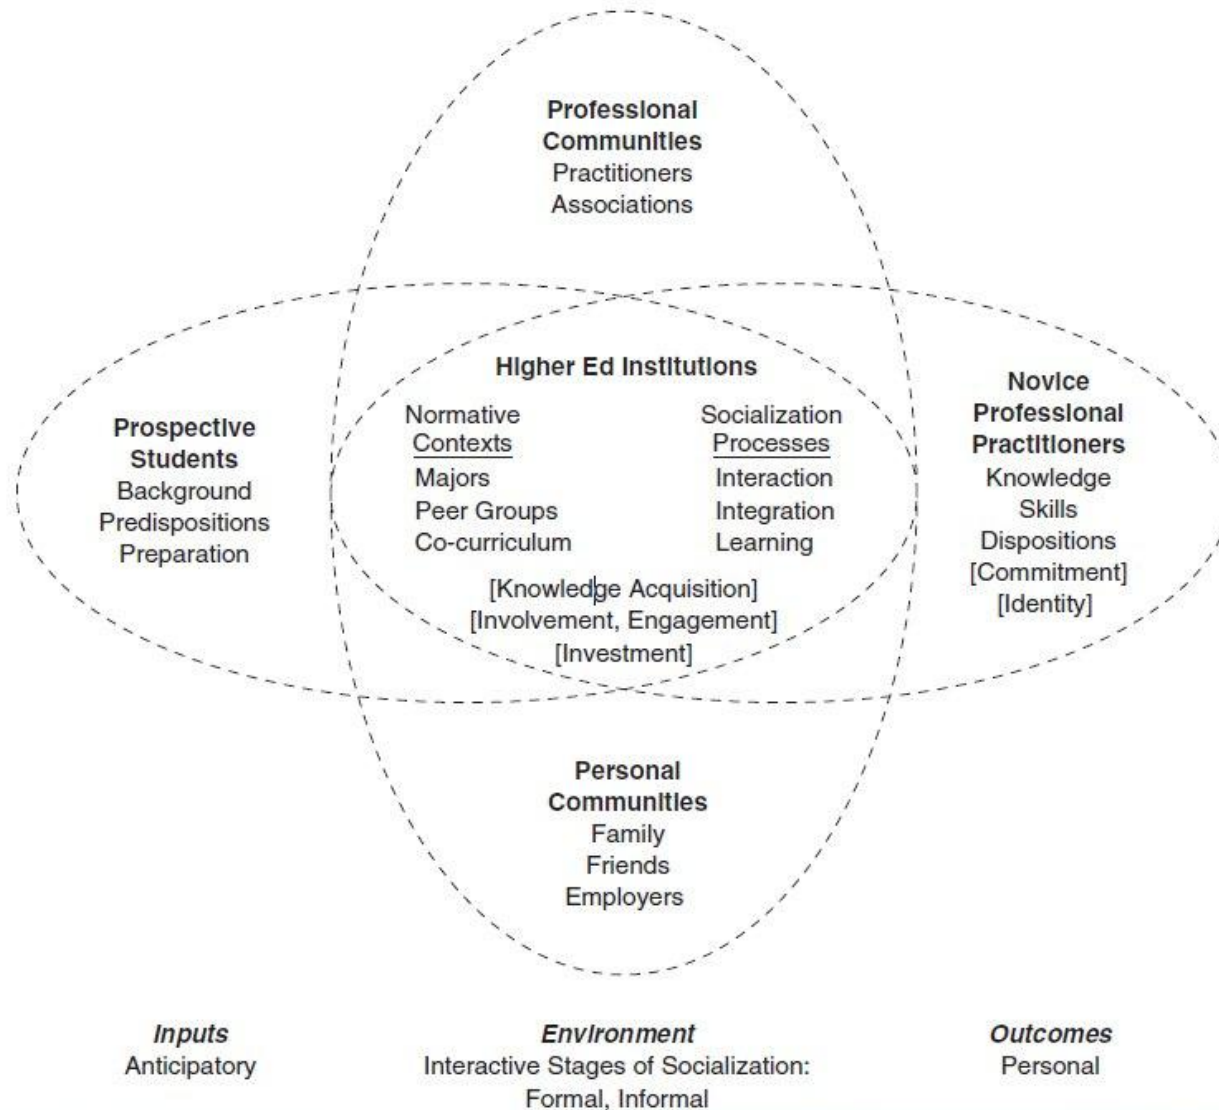 Professional
Communities
Practitioners
Associations
Higher Ed Institutions
Normative
Contexts
Majors
Peer Groups
Co-curriculum
Socialization
Processes
Interaction
Integration
Learning
[Knowledge Acquisition]
[Involvement, Engagement]
[Investment]
Prospective
Students
Background
Predispositions
Preparation
Novice
Professional
Practitioners
Knowledge
Skills
Dispositions
[Commitment]
[Identity]
Personal
Communities
Family
Friends
Employers
Inputs
Anticipatory
Environment
Interactive Stages of Socialization:
Formal, Informal
Outcomes
Personal